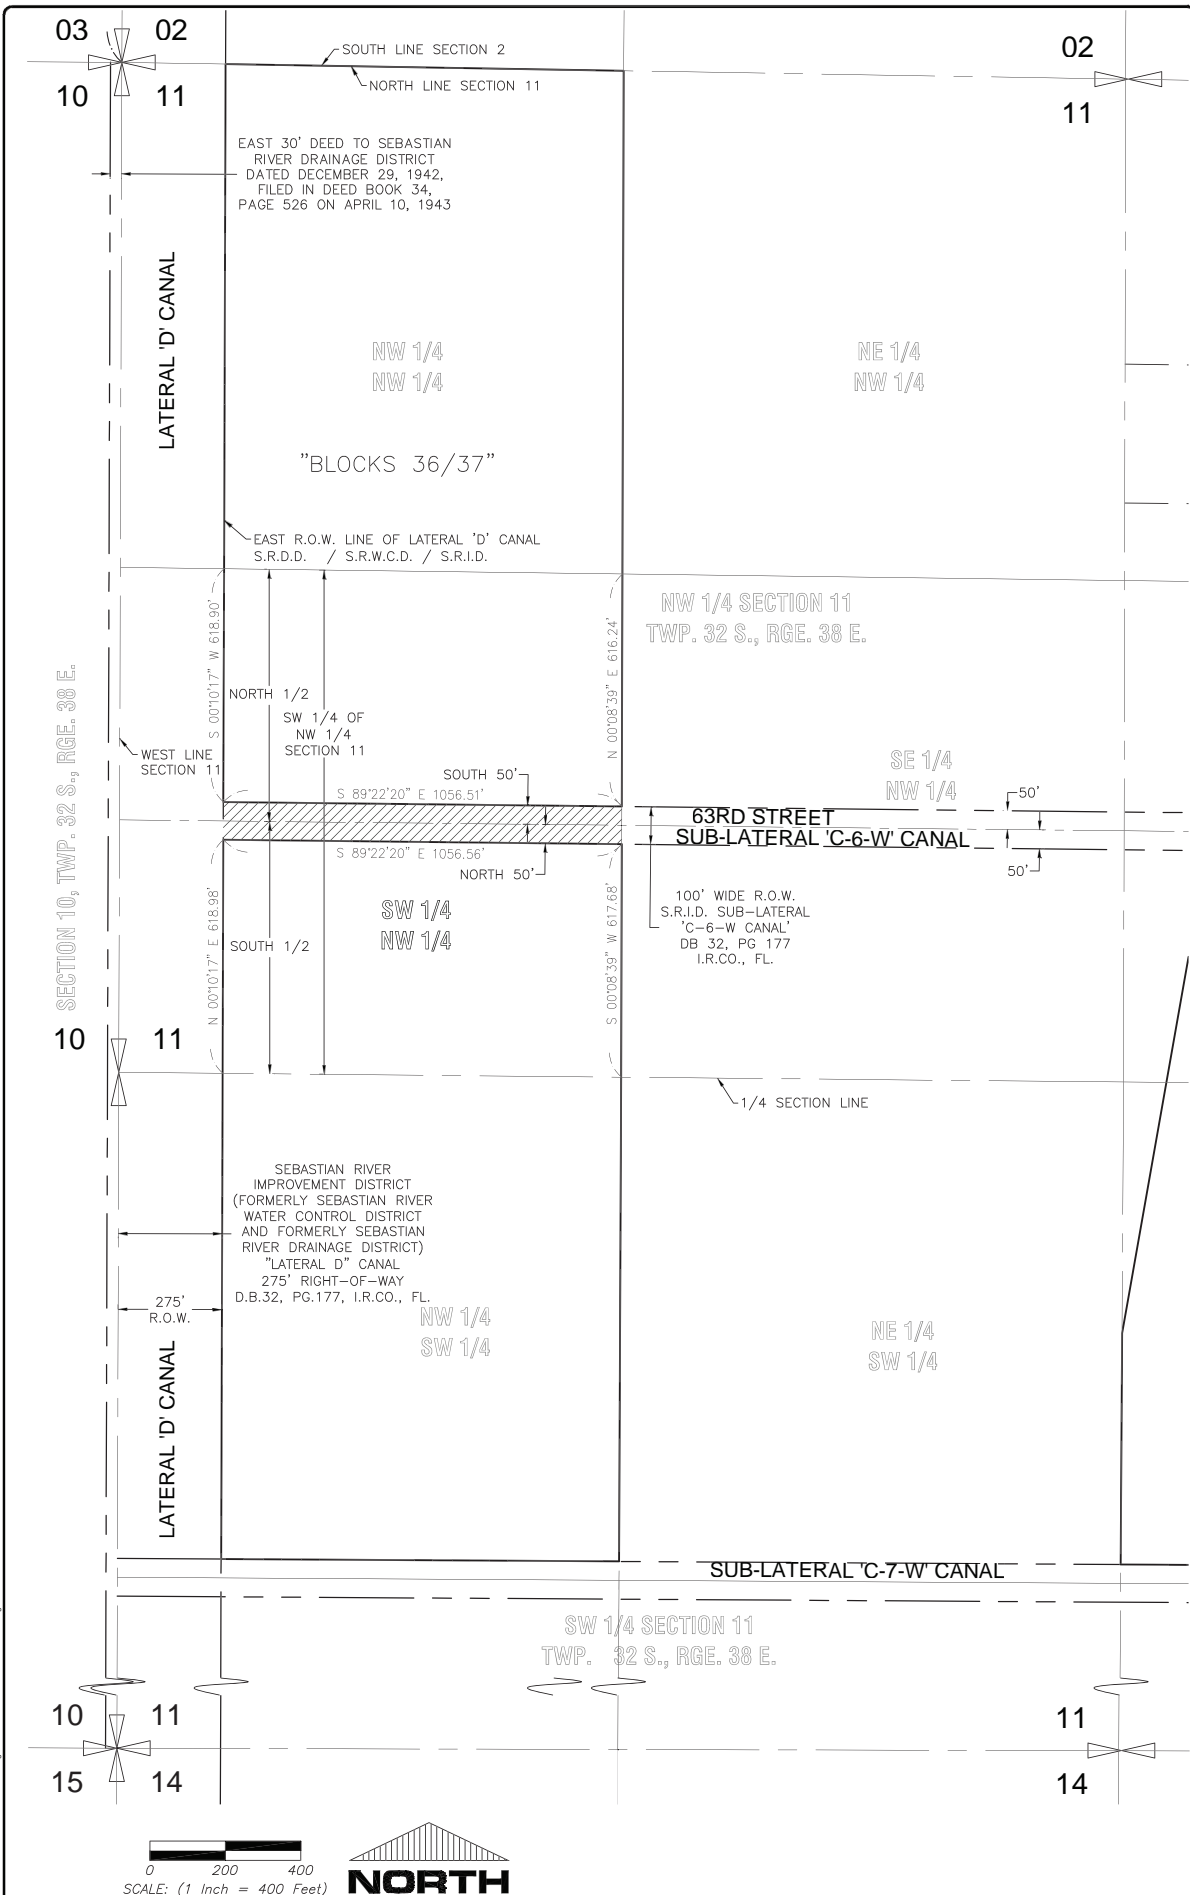 03 02
02
10 11
11
SOUTH LINE SECTION 2
NORTH LINE SECTION 11
EAST 30' DEED TO SEBASTIAN
RIVER DRAINAGE DISTRICT
DATED DECEMBER 29, 1942,
FILED IN DEED BOOK 34,
PAGE 526 ON APRIL 10, 1943
LATERAL 'D' CANAL
NW 1/4
NW 1/4
NE 1/4
NW 1/4
"BLOCKS 36/37"
EAST R.O.W. LINE OF LATERAL 'D' CANAL
S.R.D.D. / S.R.W.C.D. / S.R.I.D.
NW 1/4 SECTION 11
TWP. 32 S., RGE. 38 E.
S 00°10'17" W 618.90'
N 00°08'39" E 616.24'
NORTH 1/2
SW 1/4 OF
NW 1/4
SECTION 11
SECTION 10, TWP. 32 S., RGE. 38 E.
WEST LINE
SECTION 11
SOUTH 50'
SE 1/4
NW 1/4
S 89°22'20" E 1056.51'
50'
63RD STREET
SUB-LATERAL 'C-6-W' CANAL
S 89°22'20" E 1056.56'
NORTH 50'
50'
100' WIDE R.O.W.
S.R.I.D. SUB-LATERAL
'C-6-W CANAL'
DB 32, PG 177
I.R.CO., FL.
SW 1/4
NW 1/4
N 00°10'17" E 618.98'
SOUTH 1/2
S 00°08'39" W 617.68'
10 11
1/4 SECTION LINE
SEBASTIAN RIVER
IMPROVEMENT DISTRICT
(FORMERLY SEBASTIAN RIVER
WATER CONTROL DISTRICT
AND FORMERLY SEBASTIAN
RIVER DRAINAGE DISTRICT)
"LATERAL D" CANAL
275' RIGHT-OF-WAY
D.B.32, PG.177, I.R.CO., FL.
275'
R.O.W.
NW 1/4
SW 1/4
NE 1/4
SW 1/4
LATERAL 'D' CANAL
SUB-LATERAL 'C-7-W' CANAL
SW 1/4 SECTION 11
TWP. 32 S., RGE. 38 E.
10 11
11
15 14
14
0 200 400
SCALE: (1 Inch = 400 Feet)
NORTH